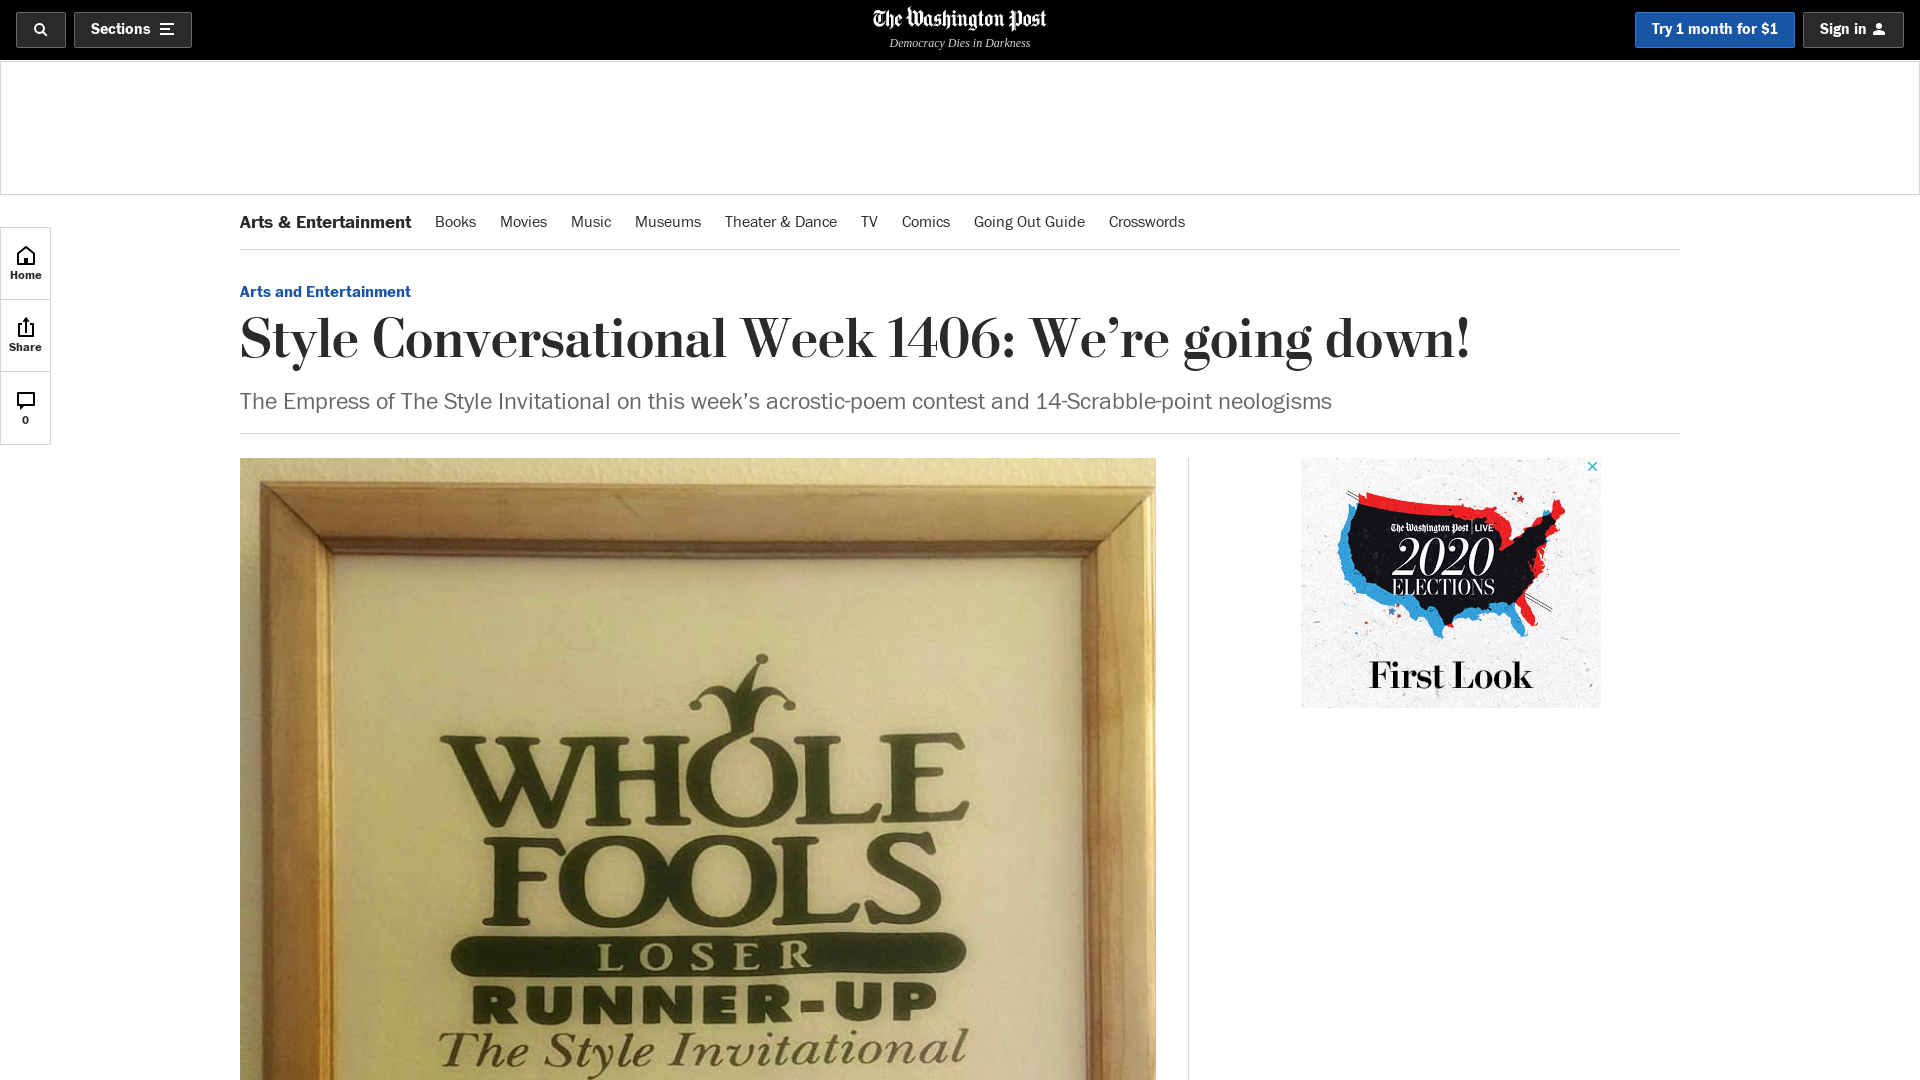 Sections
The Washington Post
Democracy Dies in Darkness
Try 1 month for $1
Sign in
Arts & Entertainment Books Movies Music Museums Theater & Dance TV Comics Going Out Guide Crosswords
Home
Share
0
Arts and Entertainment
Style Conversational Week 1406: We’re going down!
The Empress of The Style Invitational on this week’s acrostic-poem contest and 14-Scrabble-point neologisms
WHOLE
FOOLS
LOSER
RUNNER-UP
The Style Invitational
The Washington Post LIVE
2020
ELECTIONS
First Look